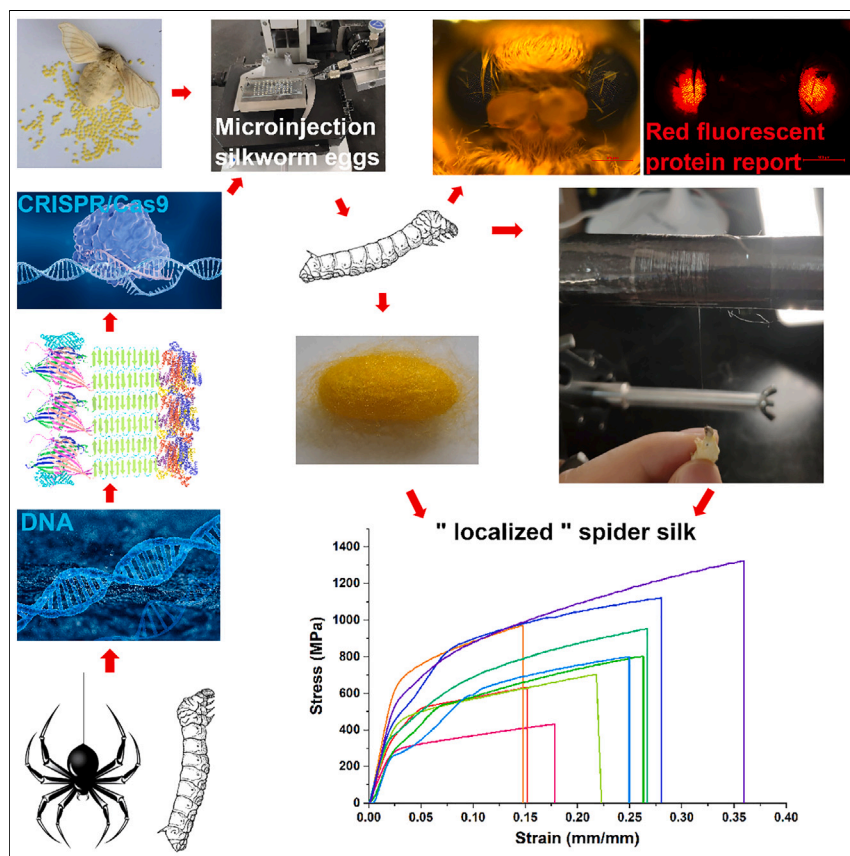 Microinjection
silkworm eggs
Red fluorescent
protein report
CRISPR/Cas9
DNA
" localized " spider silk
Stress (MPa)
1400
1200
1000
800
600
400
200
0
0.00 0.05 0.10 0.15 0.20 0.25 0.30 0.35 0.40
Strain (mm/mm)